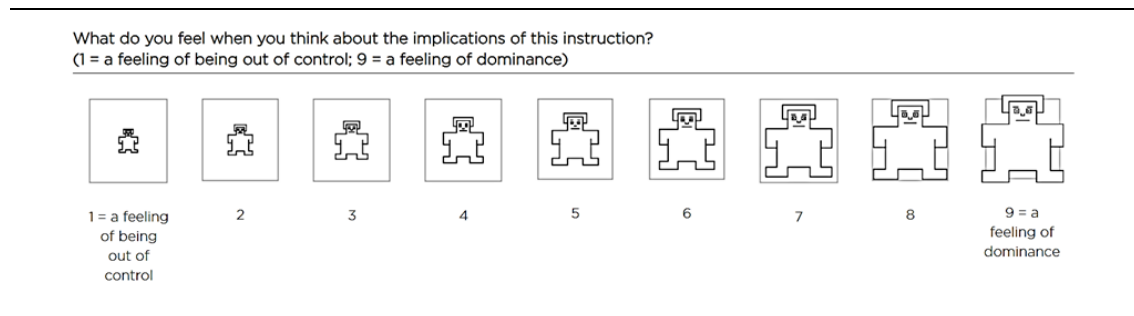 What do you feel when you think about the implications of this instruction?
(1 = a feeling of being out of control; 9 = a feeling of dominance)
1 = a feeling
of being
out of
control
2
3
4
5
6
7
8
9 = a
feeling of
dominance